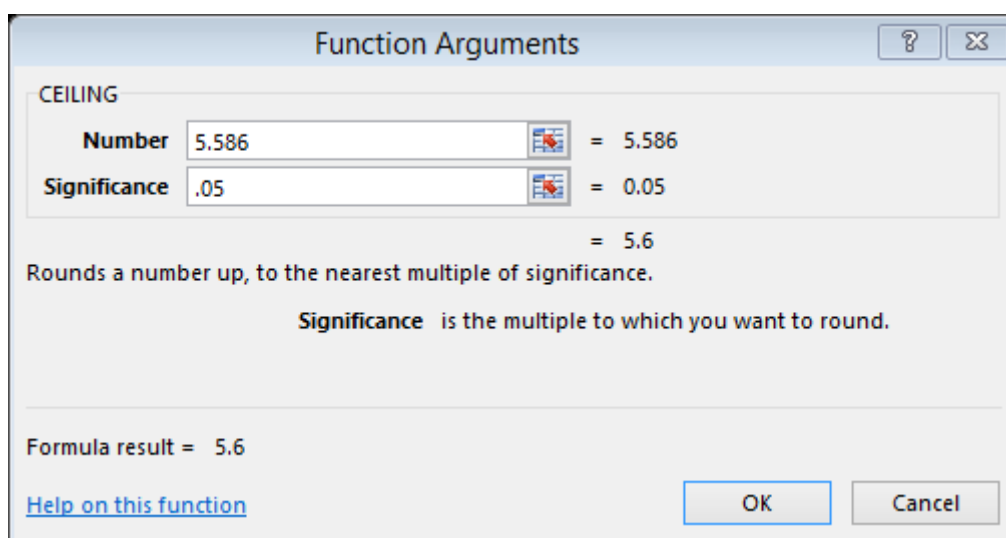 Function Arguments
CEILING
Number 5.586 = 5.586
Significance .05 = 0.05
= 5.6
Rounds a number up, to the nearest multiple of significance.
Significance is the multiple to which you want to round.
Formula result = 5.6
Help on this function OK Cancel